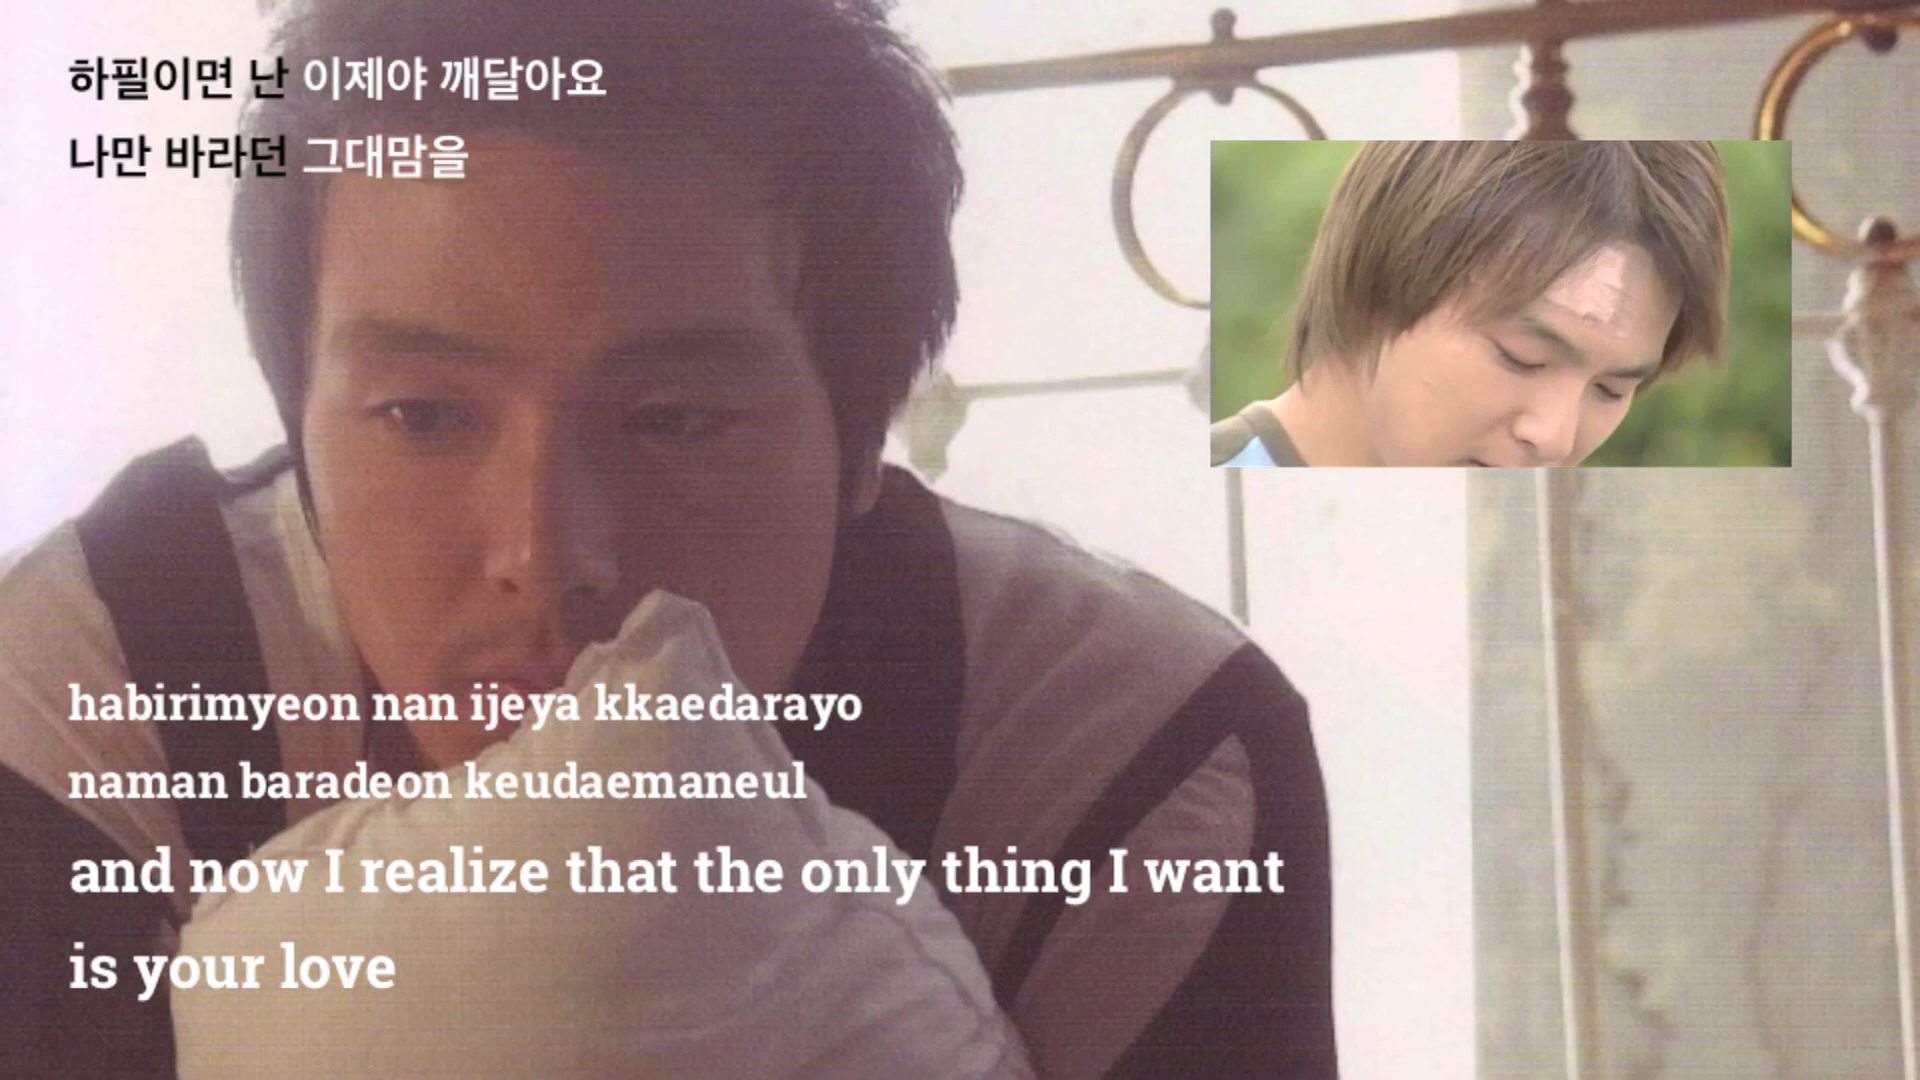 하필이면 난 이제야 깨달아요
나만 바라던 그대맘을
habirimyeon nan ijeya kkaedarayo
naman baradeon keudaemaneul
and now I realize that the only thing I want
is your love